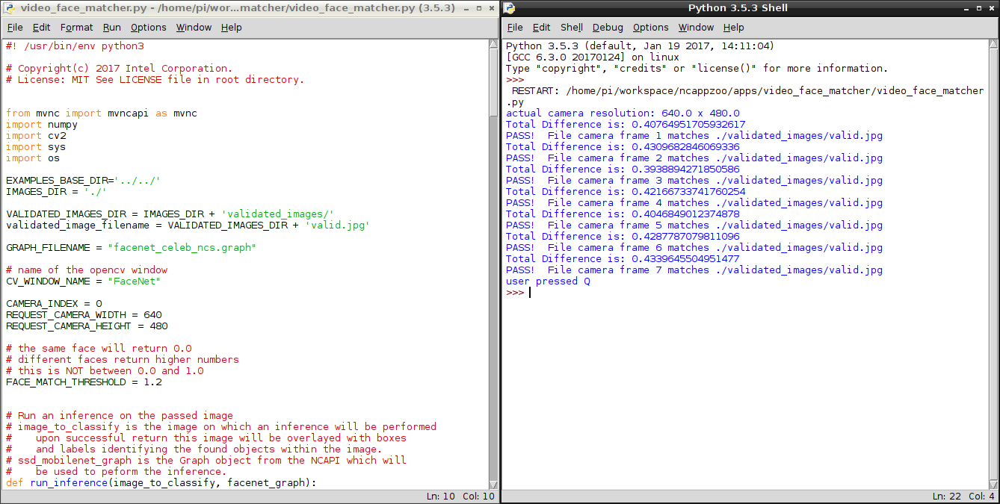 video_face_matcher.py - /home/pi/wor...matcher/video_face_matcher.py (3.5.3)
File Edit Format Run Options Window Help
#! /usr/bin/env python3
# Copyright(c) 2017 Intel Corporation.
# License: MIT See LICENSE file in root directory.
from mvnc import mvncapi as mvnc
import numpy
import cv2
import sys
import os
EXAMPLES_BASE_DIR='../../'
IMAGES_DIR = './'
VALIDATED_IMAGES_DIR = IMAGES_DIR + 'validated_images/'
validated_image_filename = VALIDATED_IMAGES_DIR + 'valid.jpg'
GRAPH_FILENAME = "facenet_celeb_ncs.graph"
# name of the opencv window
CV_WINDOW_NAME = "FaceNet"
CAMERA_INDEX = 0
REQUEST_CAMERA_WIDTH = 640
REQUEST_CAMERA_HEIGHT = 480
# the same face will return 0.0
# different faces return higher numbers
# this is NOT between 0.0 and 1.0
FACE_MATCH_THRESHOLD = 1.2
# Run an inference on the passed image
# image_to_classify is the image on which an inference will be performed
#    upon successful return this image will be overlayed with boxes
#    and labels identifying the found objects within the image.
# ssd_mobilenet_graph is the Graph object from the NCAPI which will
#    be used to peform the inference.
def run_inference(image_to_classify, facenet_graph):
Ln: 10 Col: 10
Python 3.5.3 Shell
File Edit Shell Debug Options Window Help
Python 3.5.3 (default, Jan 19 2017, 14:11:04)
[GCC 6.3.0 20170124] on linux
Type "copyright", "credits" or "license()" for more information.
>>>
RESTART: /home/pi/workspace/ncappzoo/apps/video_face_matcher/video_face_matcher
.py
actual camera resolution: 640.0 x 480.0
Total Difference is: 0.40764951705932617
PASS!  File camera frame 1 matches ./validated_images/valid.jpg
Total Difference is: 0.4309682846069336
PASS!  File camera frame 2 matches ./validated_images/valid.jpg
Total Difference is: 0.3938894271850586
PASS!  File camera frame 3 matches ./validated_images/valid.jpg
Total Difference is: 0.42166733741760254
PASS!  File camera frame 4 matches ./validated_images/valid.jpg
Total Difference is: 0.4046849012374878
PASS!  File camera frame 5 matches ./validated_images/valid.jpg
Total Difference is: 0.4287787079811096
PASS!  File camera frame 6 matches ./validated_images/valid.jpg
Total Difference is: 0.4339645504951477
PASS!  File camera frame 7 matches ./validated_images/valid.jpg
user pressed Q
>>>
Ln: 22 Col: 4